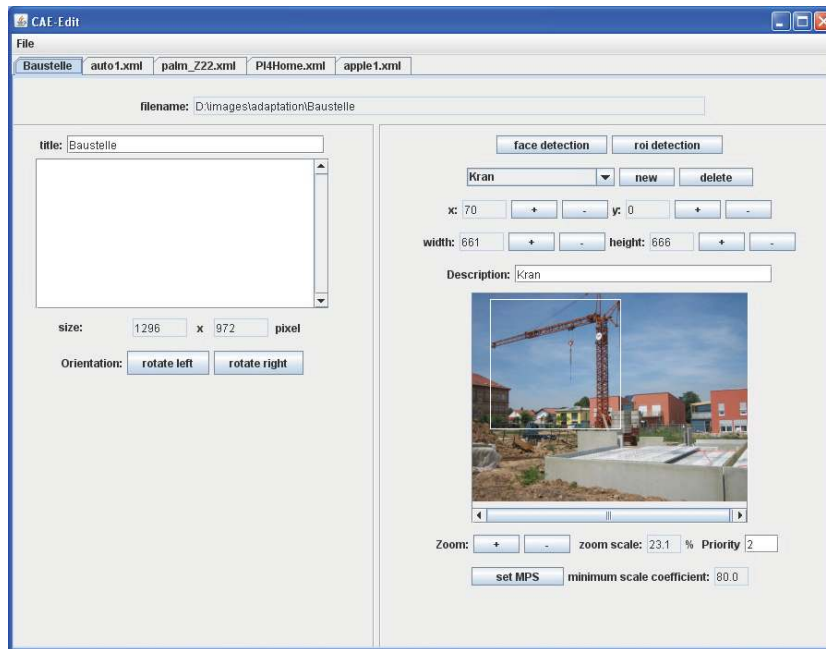 CAE-Edit
File
Baustelle auto1.xml palm_Z22.xml PI4Home.xml apple1.xml
filename: D:\images\adaptation\Baustelle
title: Baustelle
size: 1296 x 972 pixel
Orientation: rotate left rotate right
face detection roi detection
Kran new delete
x: 70 + - y: 0 + -
width: 661 + - height: 666 + -
Description: Kran
Zoom: + - zoom scale: 23.1 % Priority 2
set MPS minimum scale coefficient: 80.0